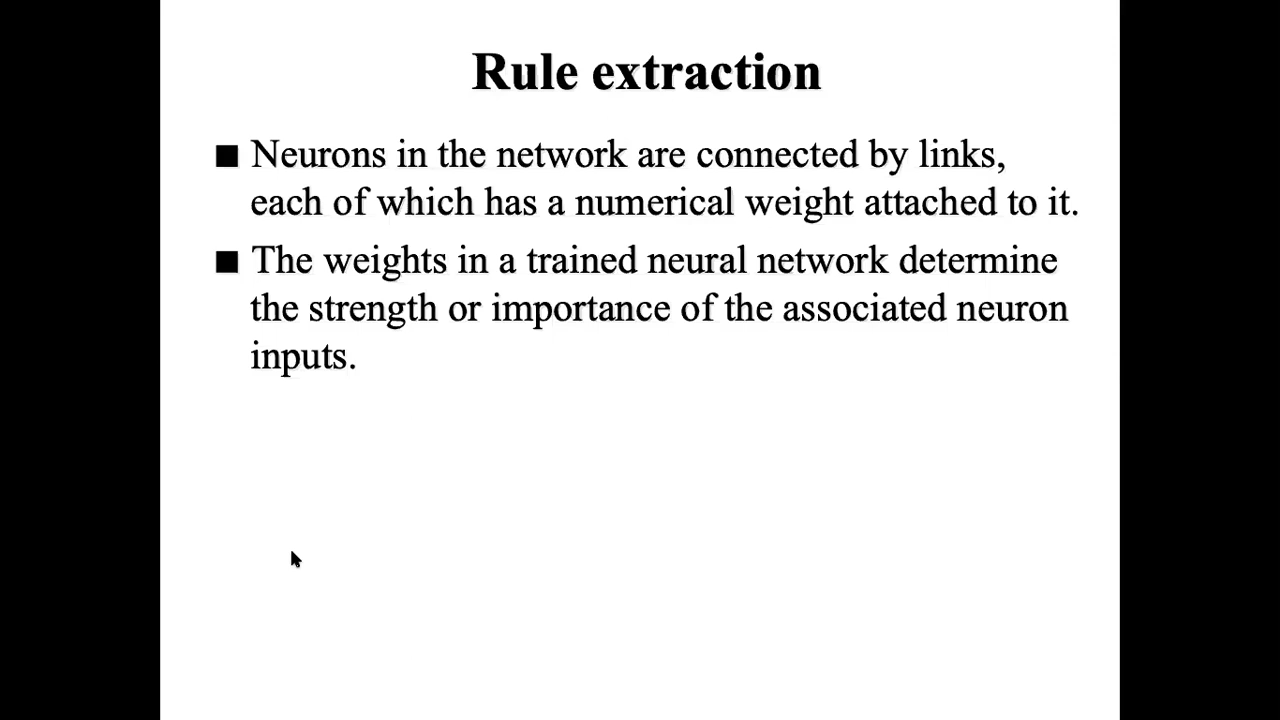 Rule extraction
■ Neurons in the network are connected by links,
each of which has a numerical weight attached to it.
■ The weights in a trained neural network determine
the strength or importance of the associated neuron
inputs.